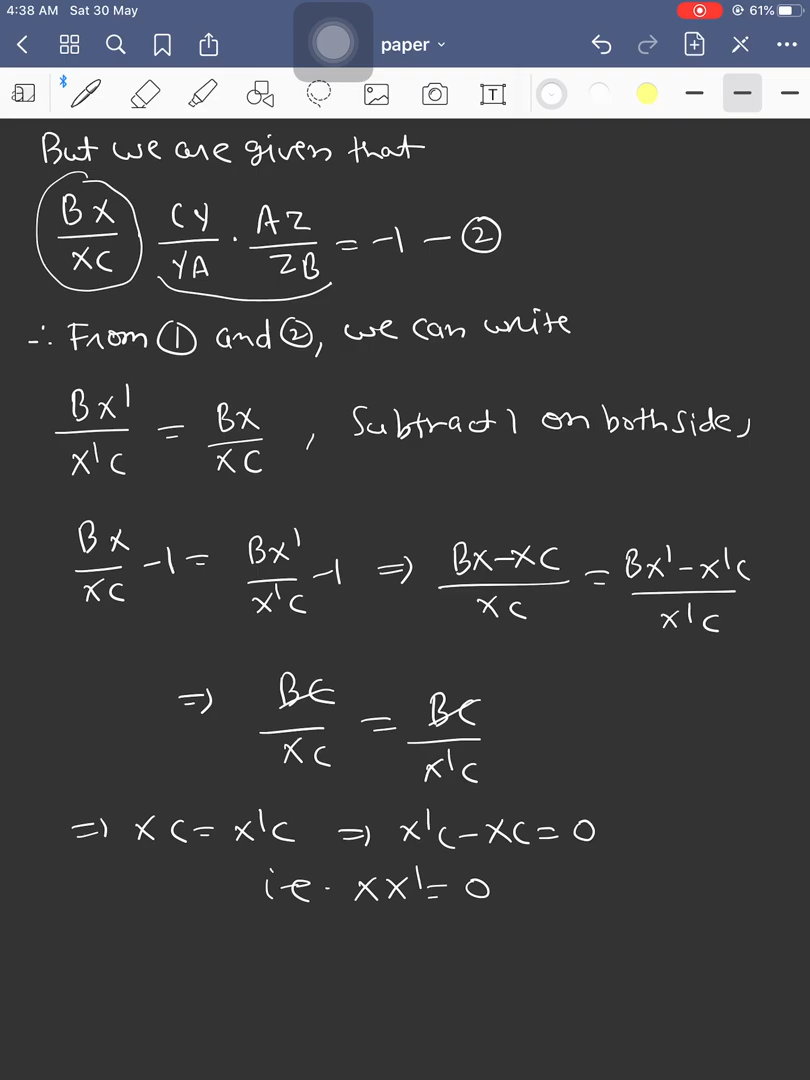 4:38 AM Sat 30 May 61%
paper
T
But we are given that
BX/XC CY/YA . AZ/ZB = -1 - ②
∴ From ① and ②, we can write
BX'/X'C = BX/XC , Subtract 1 on both side,
BX/XC -1 = BX'/X'C -1 => BX-XC/XC = BX'-X'C/X'C
=> BC/XC = BC/X'C
=> XC = X'C => X'C - XC = 0
i.e. XX' = 0